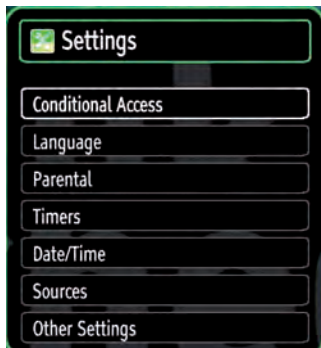 Settings
Conditional Access
Language
Parental
Timers
Date/Time
Sources
Other Settings